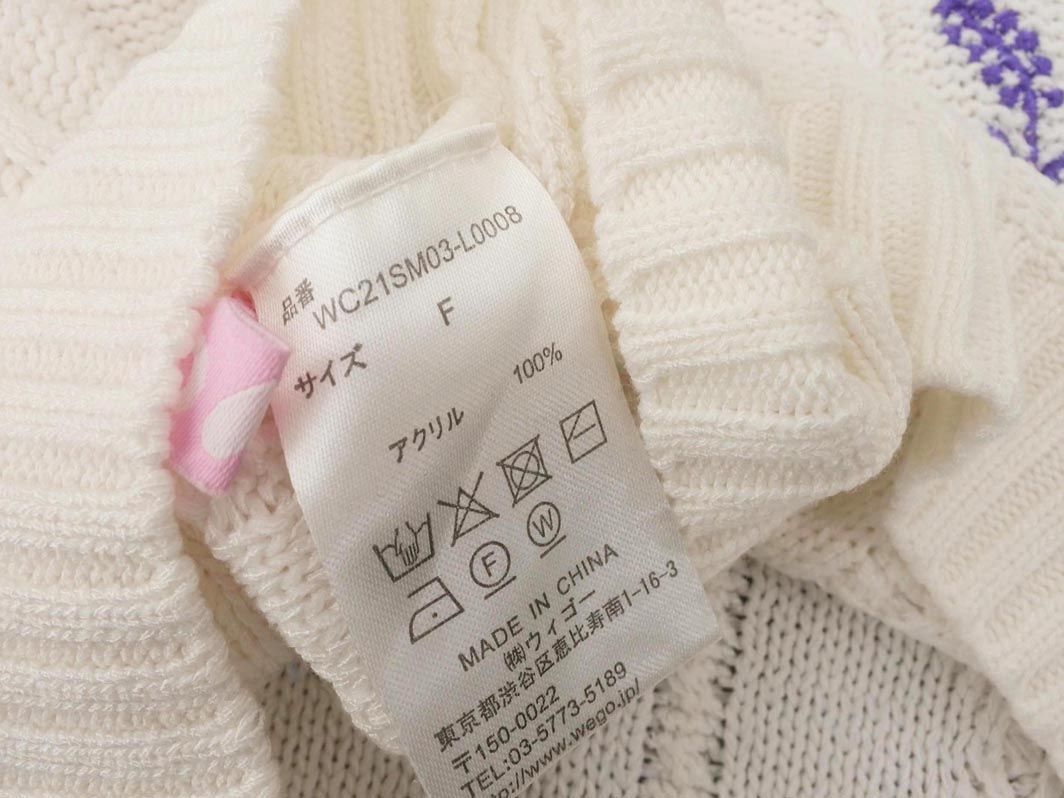 品番
WC21SM03-L0008
サイズ F
アクリル 100%
F W
MADE IN CHINA
㈱ウィゴー
東京都渋谷区恵比寿南1-16-3
〒150-0022
TEL:03-5773-5189
http://www.wego.jp/